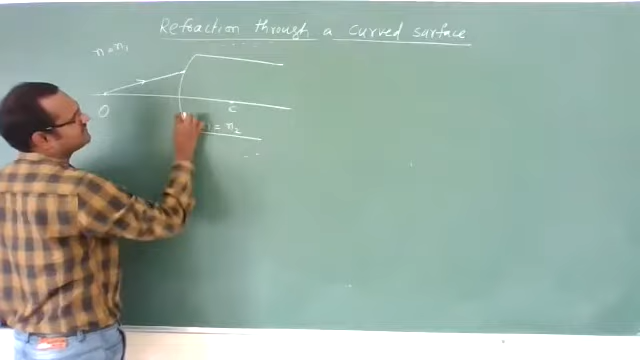 Refraction through a curved surface
n = n₁
O
C
= n₂